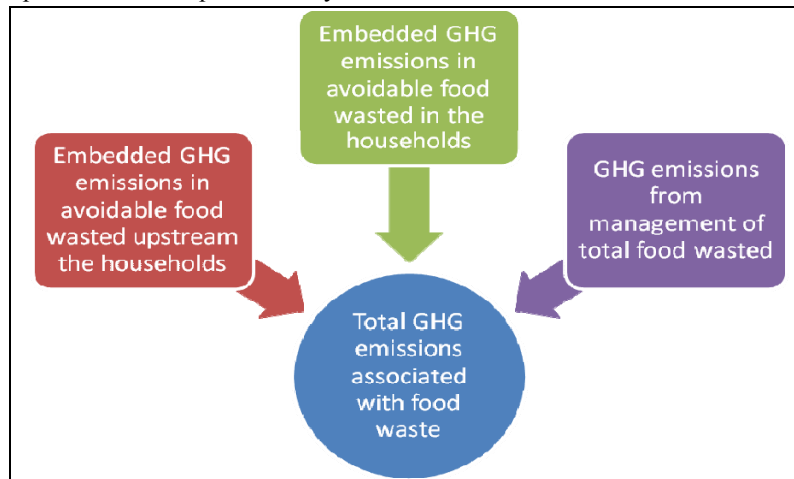 Embedded GHG
emissions in
avoidable food
wasted in the
households
Embedded GHG
emissions in
avoidable food
wasted upstream
the households
GHG emissions
from
management of
total food wasted
Total GHG
emissions
associated
with food
waste